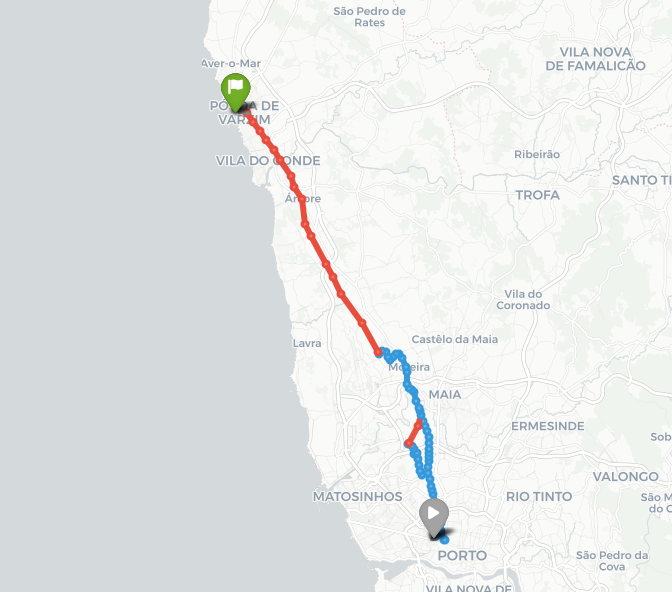 São Pedro de
Rates
VILA NOVA
DE FAMALICÃO
Aver-o-Mar
VARZIM
VILA DO CONDE
Ribeirão
SANTO TI
TROFA
Árvore
Vila do
Coronado
Lavra
Castêlo da Maia
Moreira
MAIA
ERMESINDE
Sob
VALONGO
MATOSINHOS
RIO TINTO
São M
do C
PORTO
São Pedro da
Cova
VILA NOVA DE